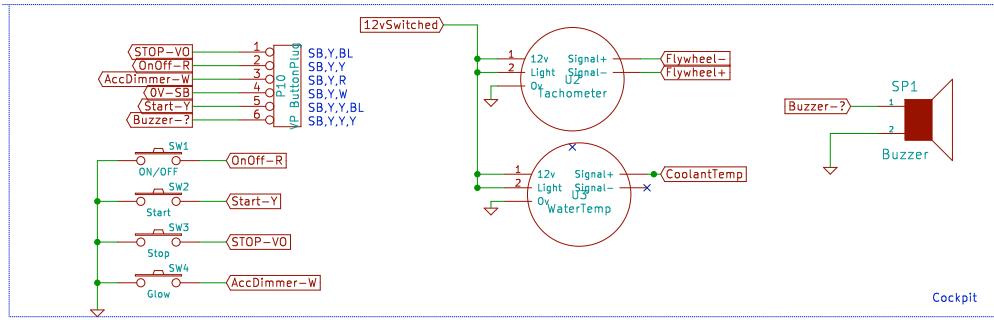 12vSwitched
STOP-VO 1 SB,Y,BL
OnOff-R 2 SB,Y,Y
AccDimmer-W 3 SB,Y,R
0V-SB 4 SB,Y,W
Start-Y 5 SB,Y,Y,BL
Buzzer-? 6 SB,Y,Y,Y
P10
VP ButtonPlug
1 12v Signal+ Flywheel-
2 Light Signal- Flywheel+
Ov U2
Tachometer
SP1
Buzzer-? 1
2
Buzzer
SW1
OnOff-R
ON/OFF
SW2
Start-Y
Start
SW3
STOP-VO
Stop
SW4
AccDimmer-W
Glow
1 12v Signal+ CoolantTemp
2 Light Signal-
Ov U3
WaterTemp
Cockpit